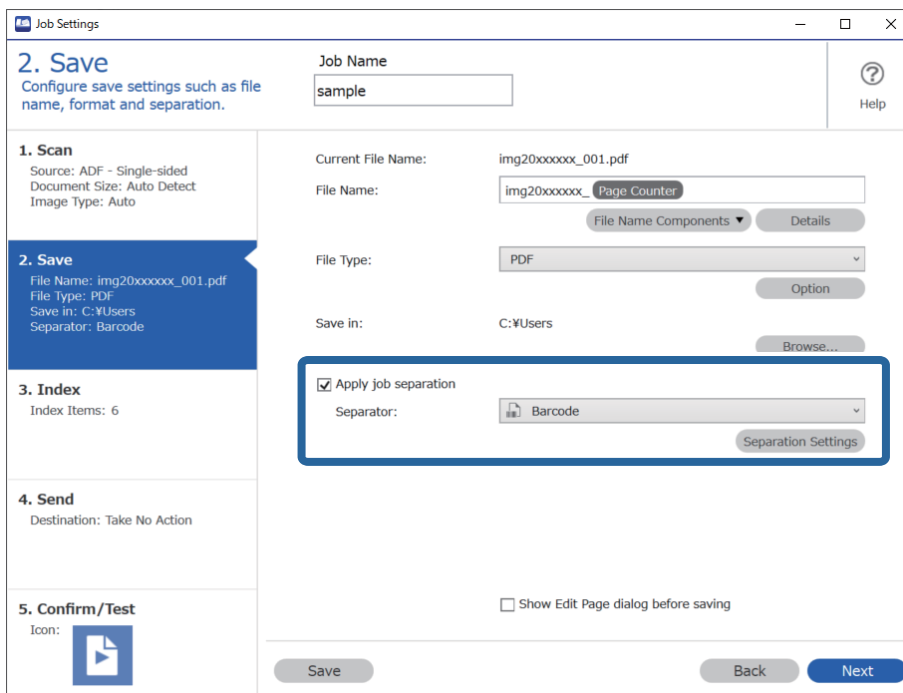 Job Settings
2. Save
Configure save settings such as file
name, format and separation.
Job Name
sample
Help
1. Scan
Source: ADF - Single-sided
Document Size: Auto Detect
Image Type: Auto
2. Save
File Name: img20xxxxxx_001.pdf
File Type: PDF
Save in: C:¥Users
Separator: Barcode
3. Index
Index Items: 6
4. Send
Destination: Take No Action
5. Confirm/Test
Icon:
Current File Name: img20xxxxxx_001.pdf
File Name: img20xxxxxx_ Page Counter
File Name Components ▼ Details
File Type: PDF
Option
Save in: C:¥Users
Browse...
Apply job separation
Separator: Barcode
Separation Settings
Show Edit Page dialog before saving
Save Back Next